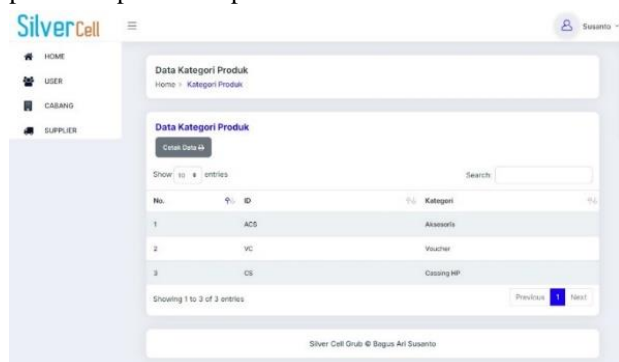 Silver Cell
Susanto
HOME
USER
CABANG
SUPPLIER
Data Kategori Produk
Home > Kategori Produk
Data Kategori Produk
Cetak Data
Show 10 entries
Search:
No. ID Kategori
1 ACS Aksesoris
2 VC Voucher
3 CS Cassing HP
Showing 1 to 3 of 3 entries
Previous 1 Next
Silver Cell Grub © Bagus Ari Susanto